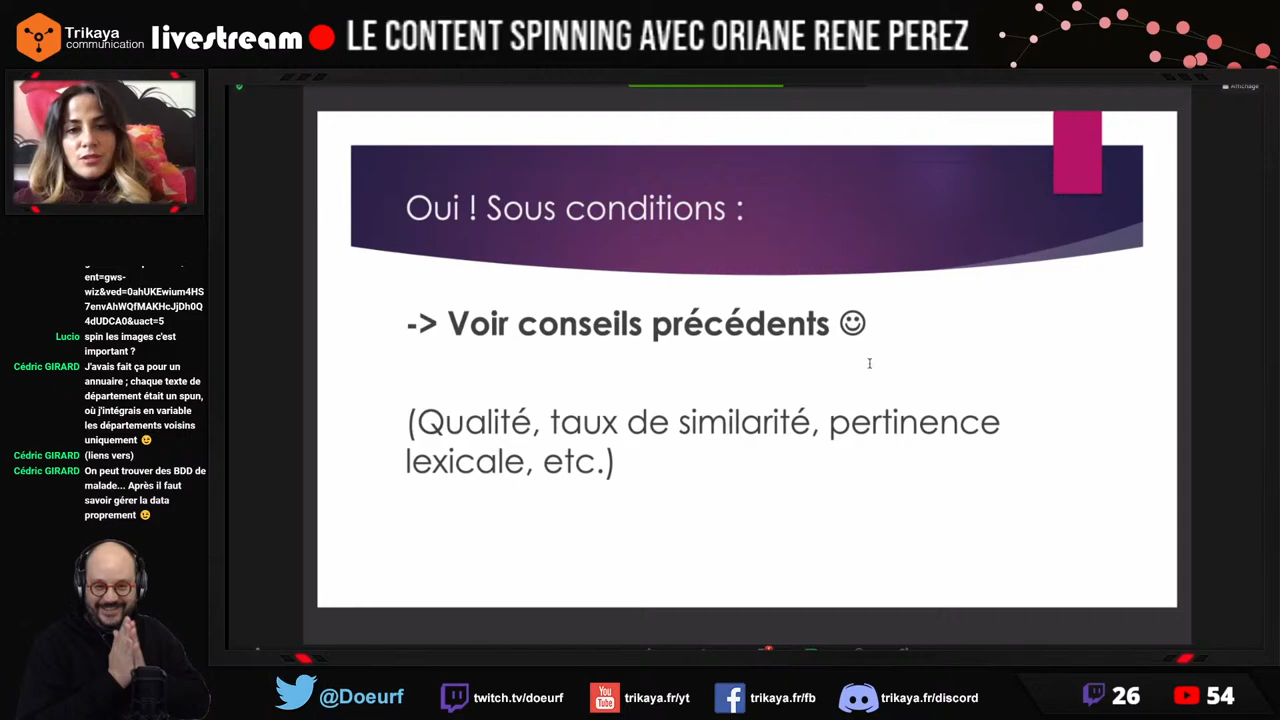 Trikaya
communication
livestream
LE CONTENT SPINNING AVEC ORIANE RENE PEREZ
Affichage
Oui ! Sous conditions :
-> Voir conseils précédents ☺
(Qualité, taux de similarité, pertinence
lexicale, etc.)
ent=gws-
wiz&ved=0ahUKEwium4HS
7envAhWQfMAKHcJjDh0Q
4dUDCA0&uact=5
Lucio spin les images c'est
important ?
Cédric GIRARD J'avais fait ça pour un
annuaire ; chaque texte de
département était un spun,
où j'intégrais en variable
les départements voisins
uniquement 😉
Cédric GIRARD (liens vers)
Cédric GIRARD On peut trouver des BDD de
malade... Après il faut
savoir gérer la data
proprement 😉
@Doeurf
twitch.tv/doeurf
You
Tube
trikaya.fr/yt
trikaya.fr/fb
trikaya.fr/discord
26
54